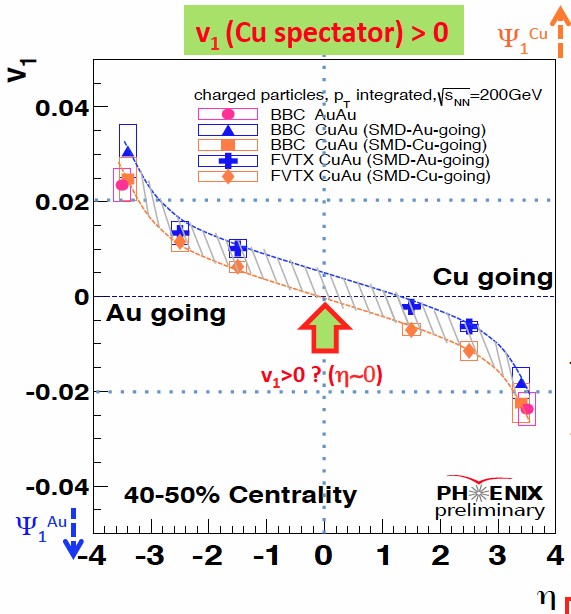 v1 (Cu spectator) > 0
Ψ1Cu
v1
charged particles, pT integrated,√sNN=200GeV
BBC AuAu
BBC CuAu (SMD-Au-going)
BBC CuAu (SMD-Cu-going)
FVTX CuAu (SMD-Au-going)
FVTX CuAu (SMD-Cu-going)
0.04
0.02
0
-0.02
-0.04
Cu going
Au going
v1>0 ? (η~0)
40-50% Centrality
PHENIX
preliminary
Ψ1Au
-4 -3 -2 -1 0 1 2 3 4
η